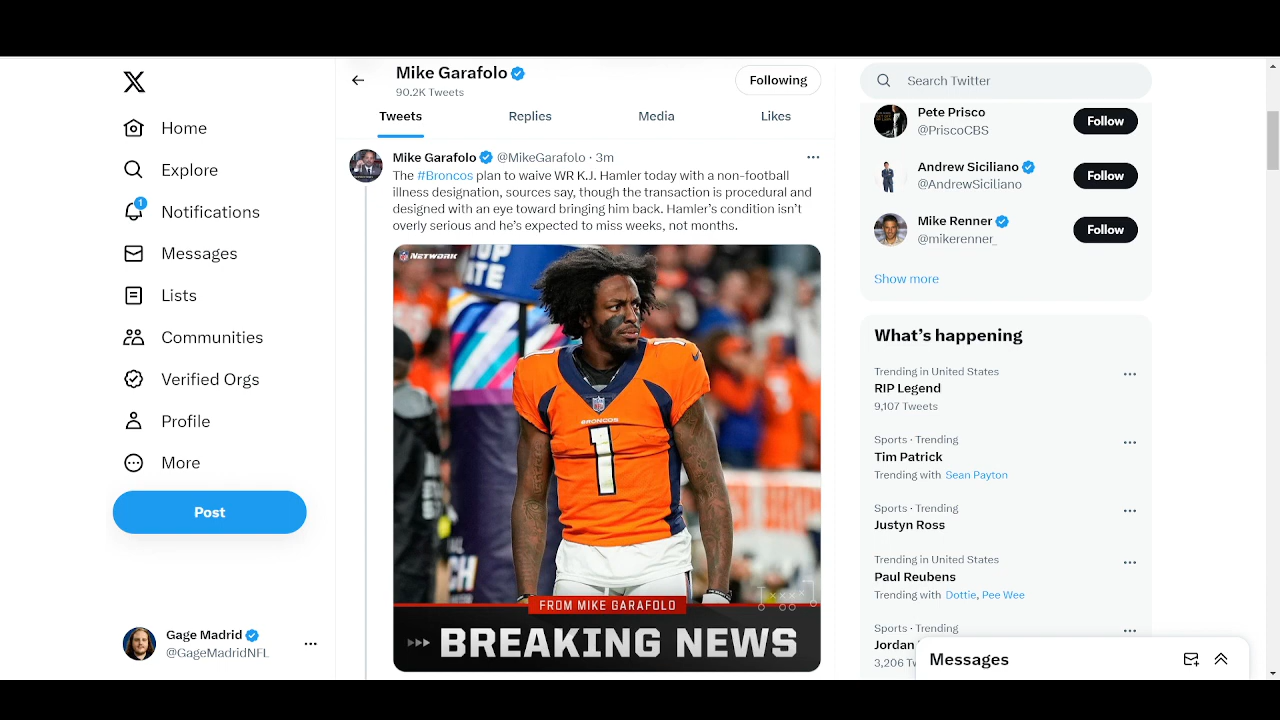 Home
Explore
1
Notifications
Messages
Lists
Communities
Verified Orgs
Profile
More
Post
Gage Madrid
@GageMadridNFL
Mike Garafolo
90.2K Tweets
Following
Tweets
Replies
Media
Likes
Mike Garafolo @MikeGarafolo · 3m
The #Broncos plan to waive WR K.J. Hamler today with a non-football
illness designation, sources say, though the transaction is procedural and
designed with an eye toward bringing him back. Hamler’s condition isn’t
overly serious and he’s expected to miss weeks, not months.
NFL NETWORK
BRONCOS
1
FROM MIKE GARAFOLO
BREAKING NEWS
Search Twitter
Pete Prisco
@PriscoCBS
Follow
Andrew Siciliano
@AndrewSiciliano
Follow
Mike Renner
@mikerenner_
Follow
Show more
What’s happening
Trending in United States
RIP Legend
9,107 Tweets
Sports · Trending
Tim Patrick
Trending with Sean Payton
Sports · Trending
Justyn Ross
Trending in United States
Paul Reubens
Trending with Dottie, Pee Wee
Sports · Trending
Jordan
3,206 Tw
Messages